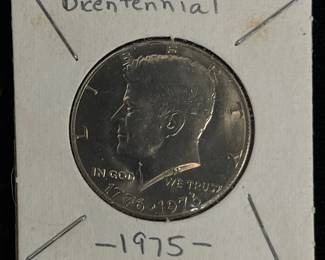 Bicentennial
LIBERTY
IN GOD WE TRUST
1776-1976
-1975-